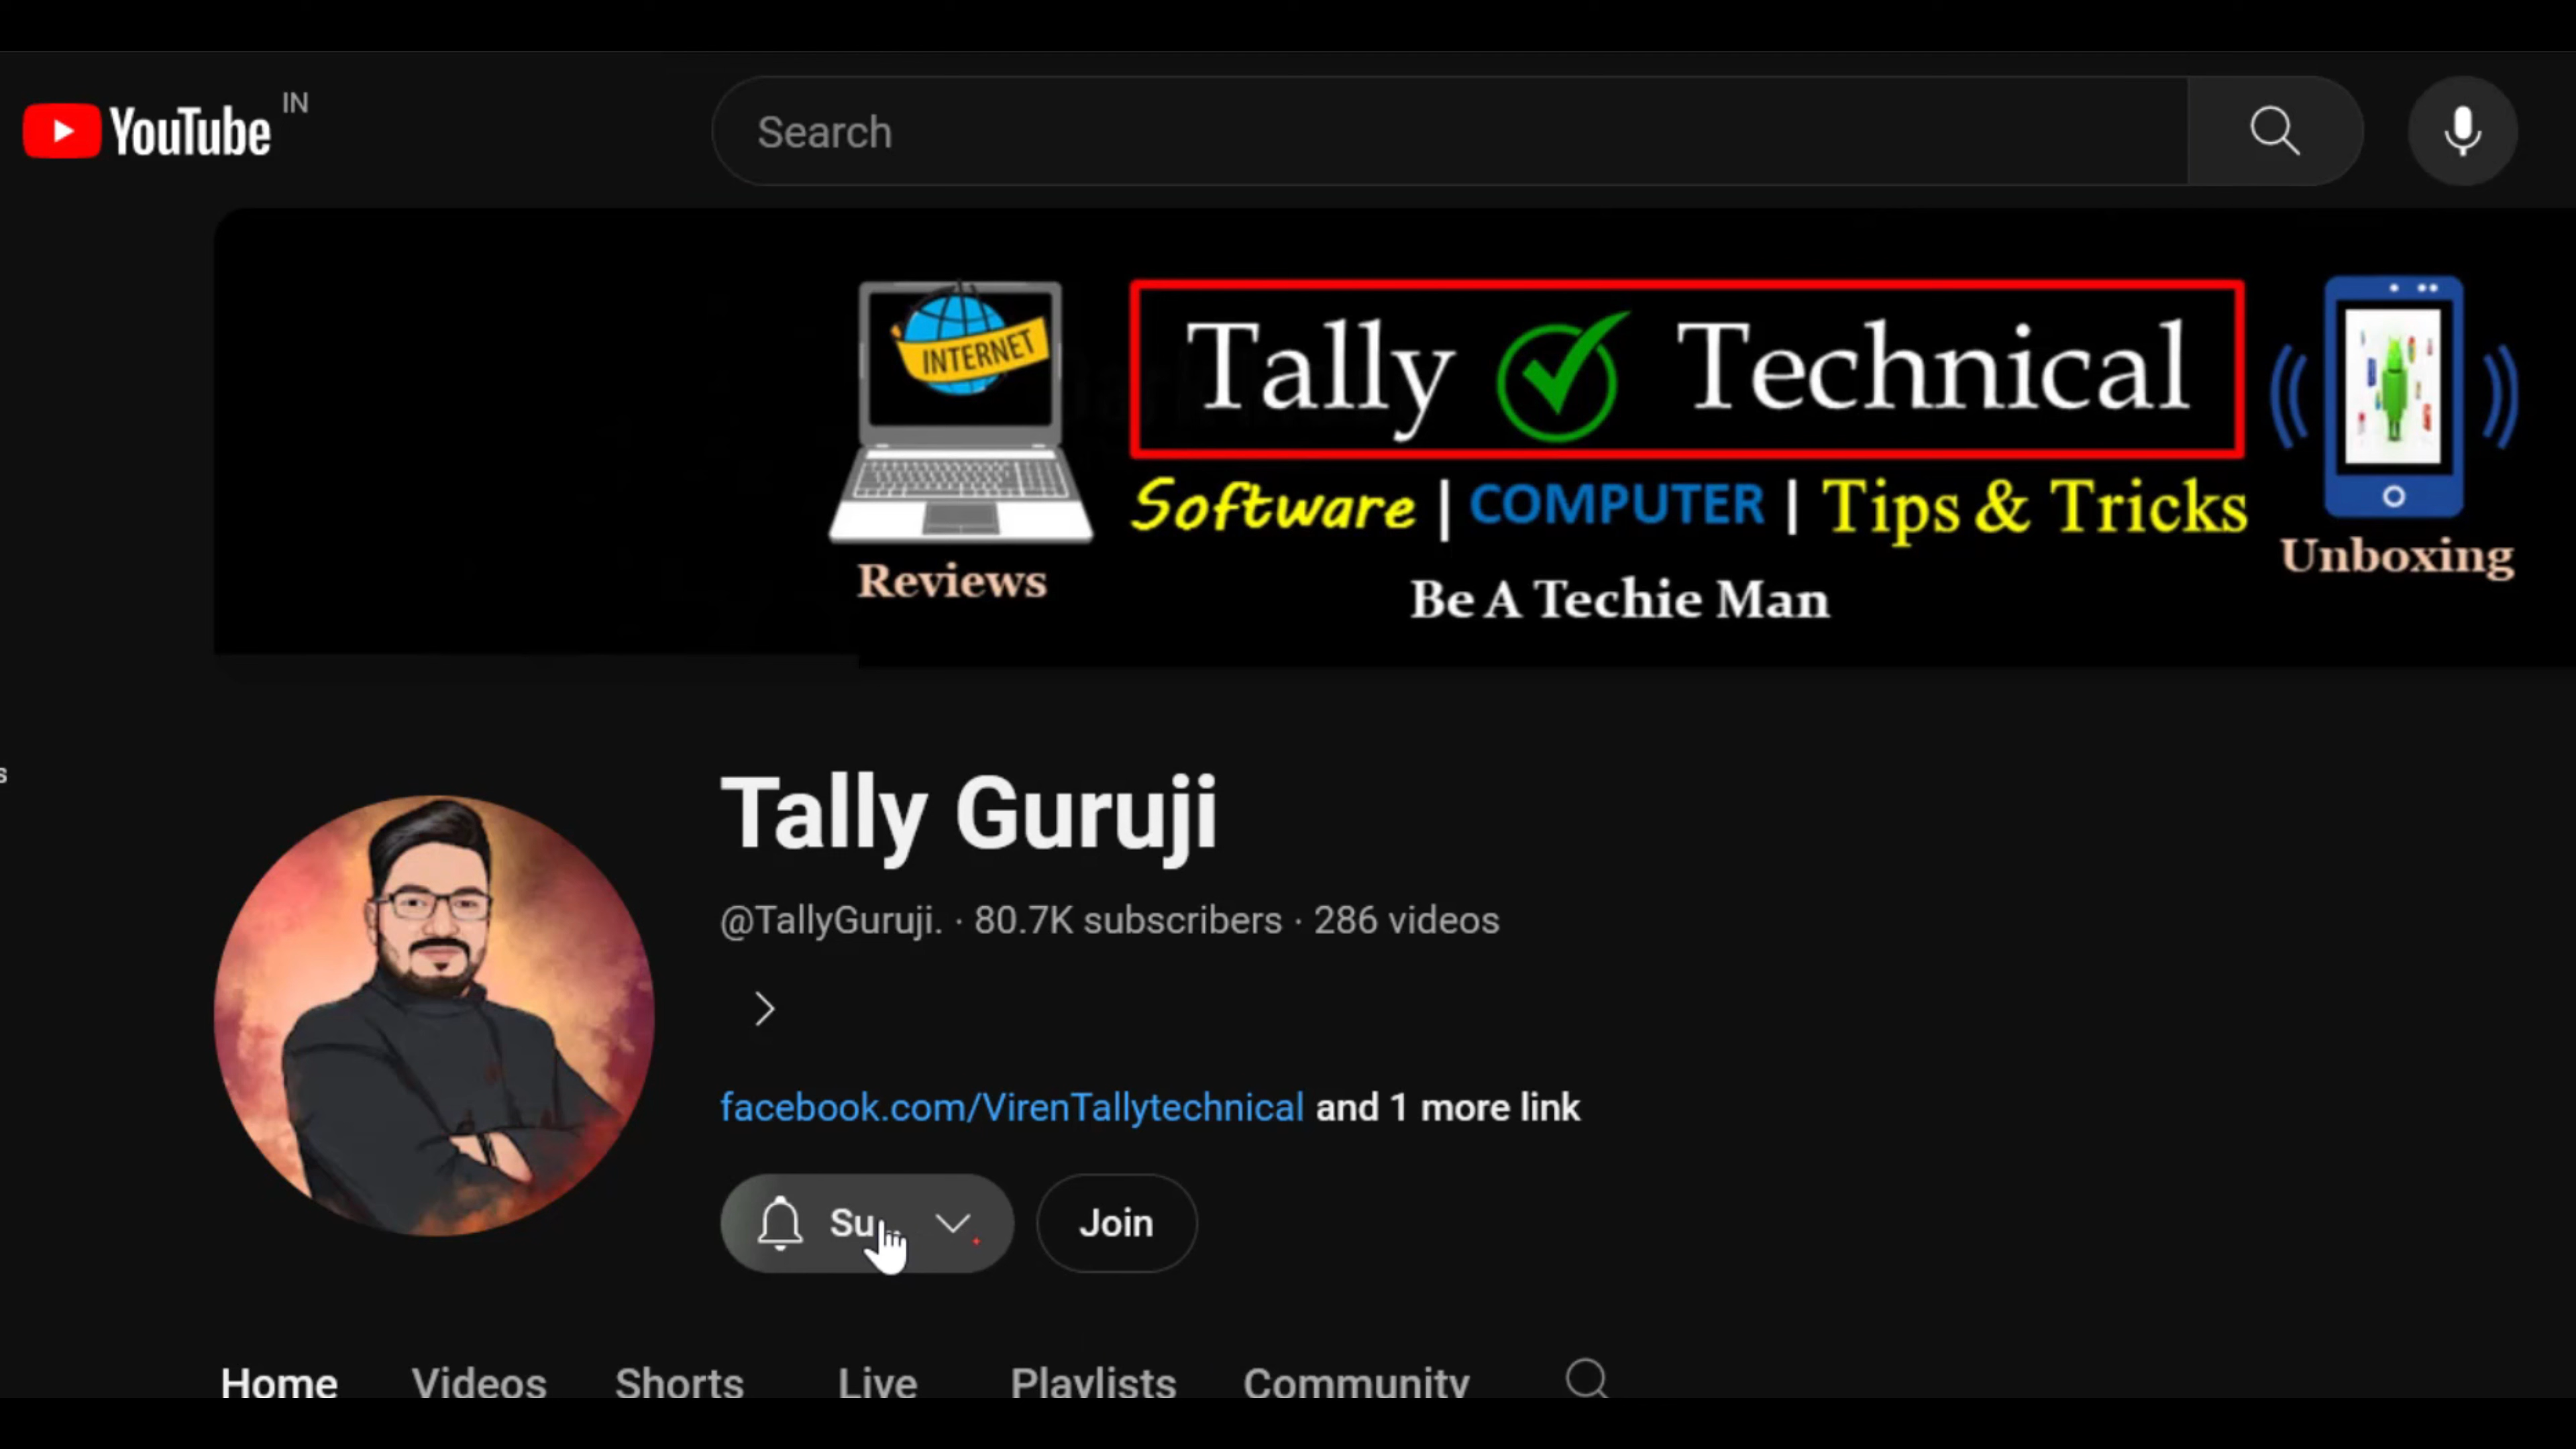 YouTube IN
Search
INTERNET
Tally Technical
Software | COMPUTER | Tips & Tricks
Reviews
Unboxing
Be A Techie Man
Tally Guruji
@TallyGuruji. · 80.7K subscribers · 286 videos
facebook.com/VirenTallytechnical and 1 more link
Join
Home Videos Shorts Live Playlists Community